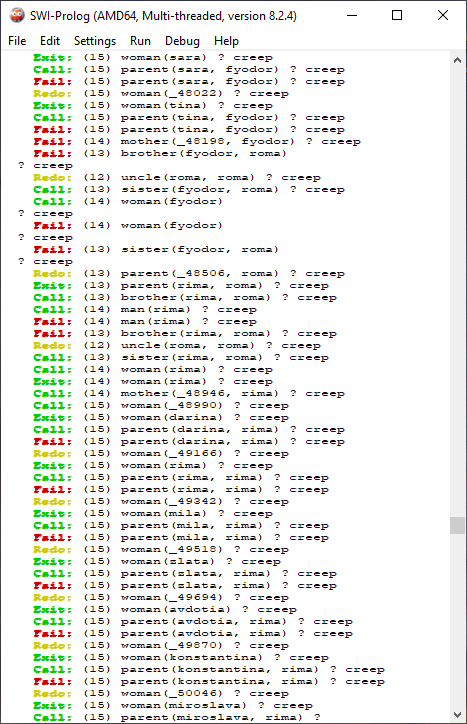 SWI-Prolog (AMD64, Multi-threaded, version 8.2.4)
File Edit Settings Run Debug Help
Exit: (15) woman(sara) ? creep
Call: (15) parent(sara, fyodor) ? creep
Fail: (15) parent(sara, fyodor) ? creep
Redo: (15) woman(_48022) ? creep
Exit: (15) woman(tina) ? creep
Call: (15) parent(tina, fyodor) ? creep
Fail: (15) parent(tina, fyodor) ? creep
Fail: (14) mother(_48198, fyodor) ? creep
Fail: (13) brother(fyodor, roma)
? creep
Redo: (12) uncle(roma, roma) ? creep
Call: (13) sister(fyodor, roma) ? creep
Call: (14) woman(fyodor)
? creep
Fail: (14) woman(fyodor)
? creep
Fail: (13) sister(fyodor, roma)
? creep
Redo: (13) parent(_48506, roma) ? creep
Exit: (13) parent(rima, roma) ? creep
Call: (13) brother(rima, roma) ? creep
Call: (14) man(rima) ? creep
Fail: (14) man(rima) ? creep
Fail: (13) brother(rima, roma) ? creep
Redo: (12) uncle(roma, roma) ? creep
Call: (13) sister(rima, roma) ? creep
Call: (14) woman(rima) ? creep
Exit: (14) woman(rima) ? creep
Call: (14) mother(_48946, rima) ? creep
Call: (15) woman(_48990) ? creep
Exit: (15) woman(darina) ? creep
Call: (15) parent(darina, rima) ? creep
Fail: (15) parent(darina, rima) ? creep
Redo: (15) woman(_49166) ? creep
Exit: (15) woman(rima) ? creep
Call: (15) parent(rima, rima) ? creep
Fail: (15) parent(rima, rima) ? creep
Redo: (15) woman(_49342) ? creep
Exit: (15) woman(mila) ? creep
Call: (15) parent(mila, rima) ? creep
Fail: (15) parent(mila, rima) ? creep
Redo: (15) woman(_49518) ? creep
Exit: (15) woman(zlata) ? creep
Call: (15) parent(zlata, rima) ? creep
Fail: (15) parent(zlata, rima) ? creep
Redo: (15) woman(_49694) ? creep
Exit: (15) woman(avdotia) ? creep
Call: (15) parent(avdotia, rima) ? creep
Fail: (15) parent(avdotia, rima) ? creep
Redo: (15) woman(_49870) ? creep
Exit: (15) woman(konstantina) ? creep
Call: (15) parent(konstantina, rima) ? creep
Fail: (15) parent(konstantina, rima) ? creep
Redo: (15) woman(_50046) ? creep
Exit: (15) woman(miroslava) ? creep
Call: (15) parent(miroslava, rima) ?